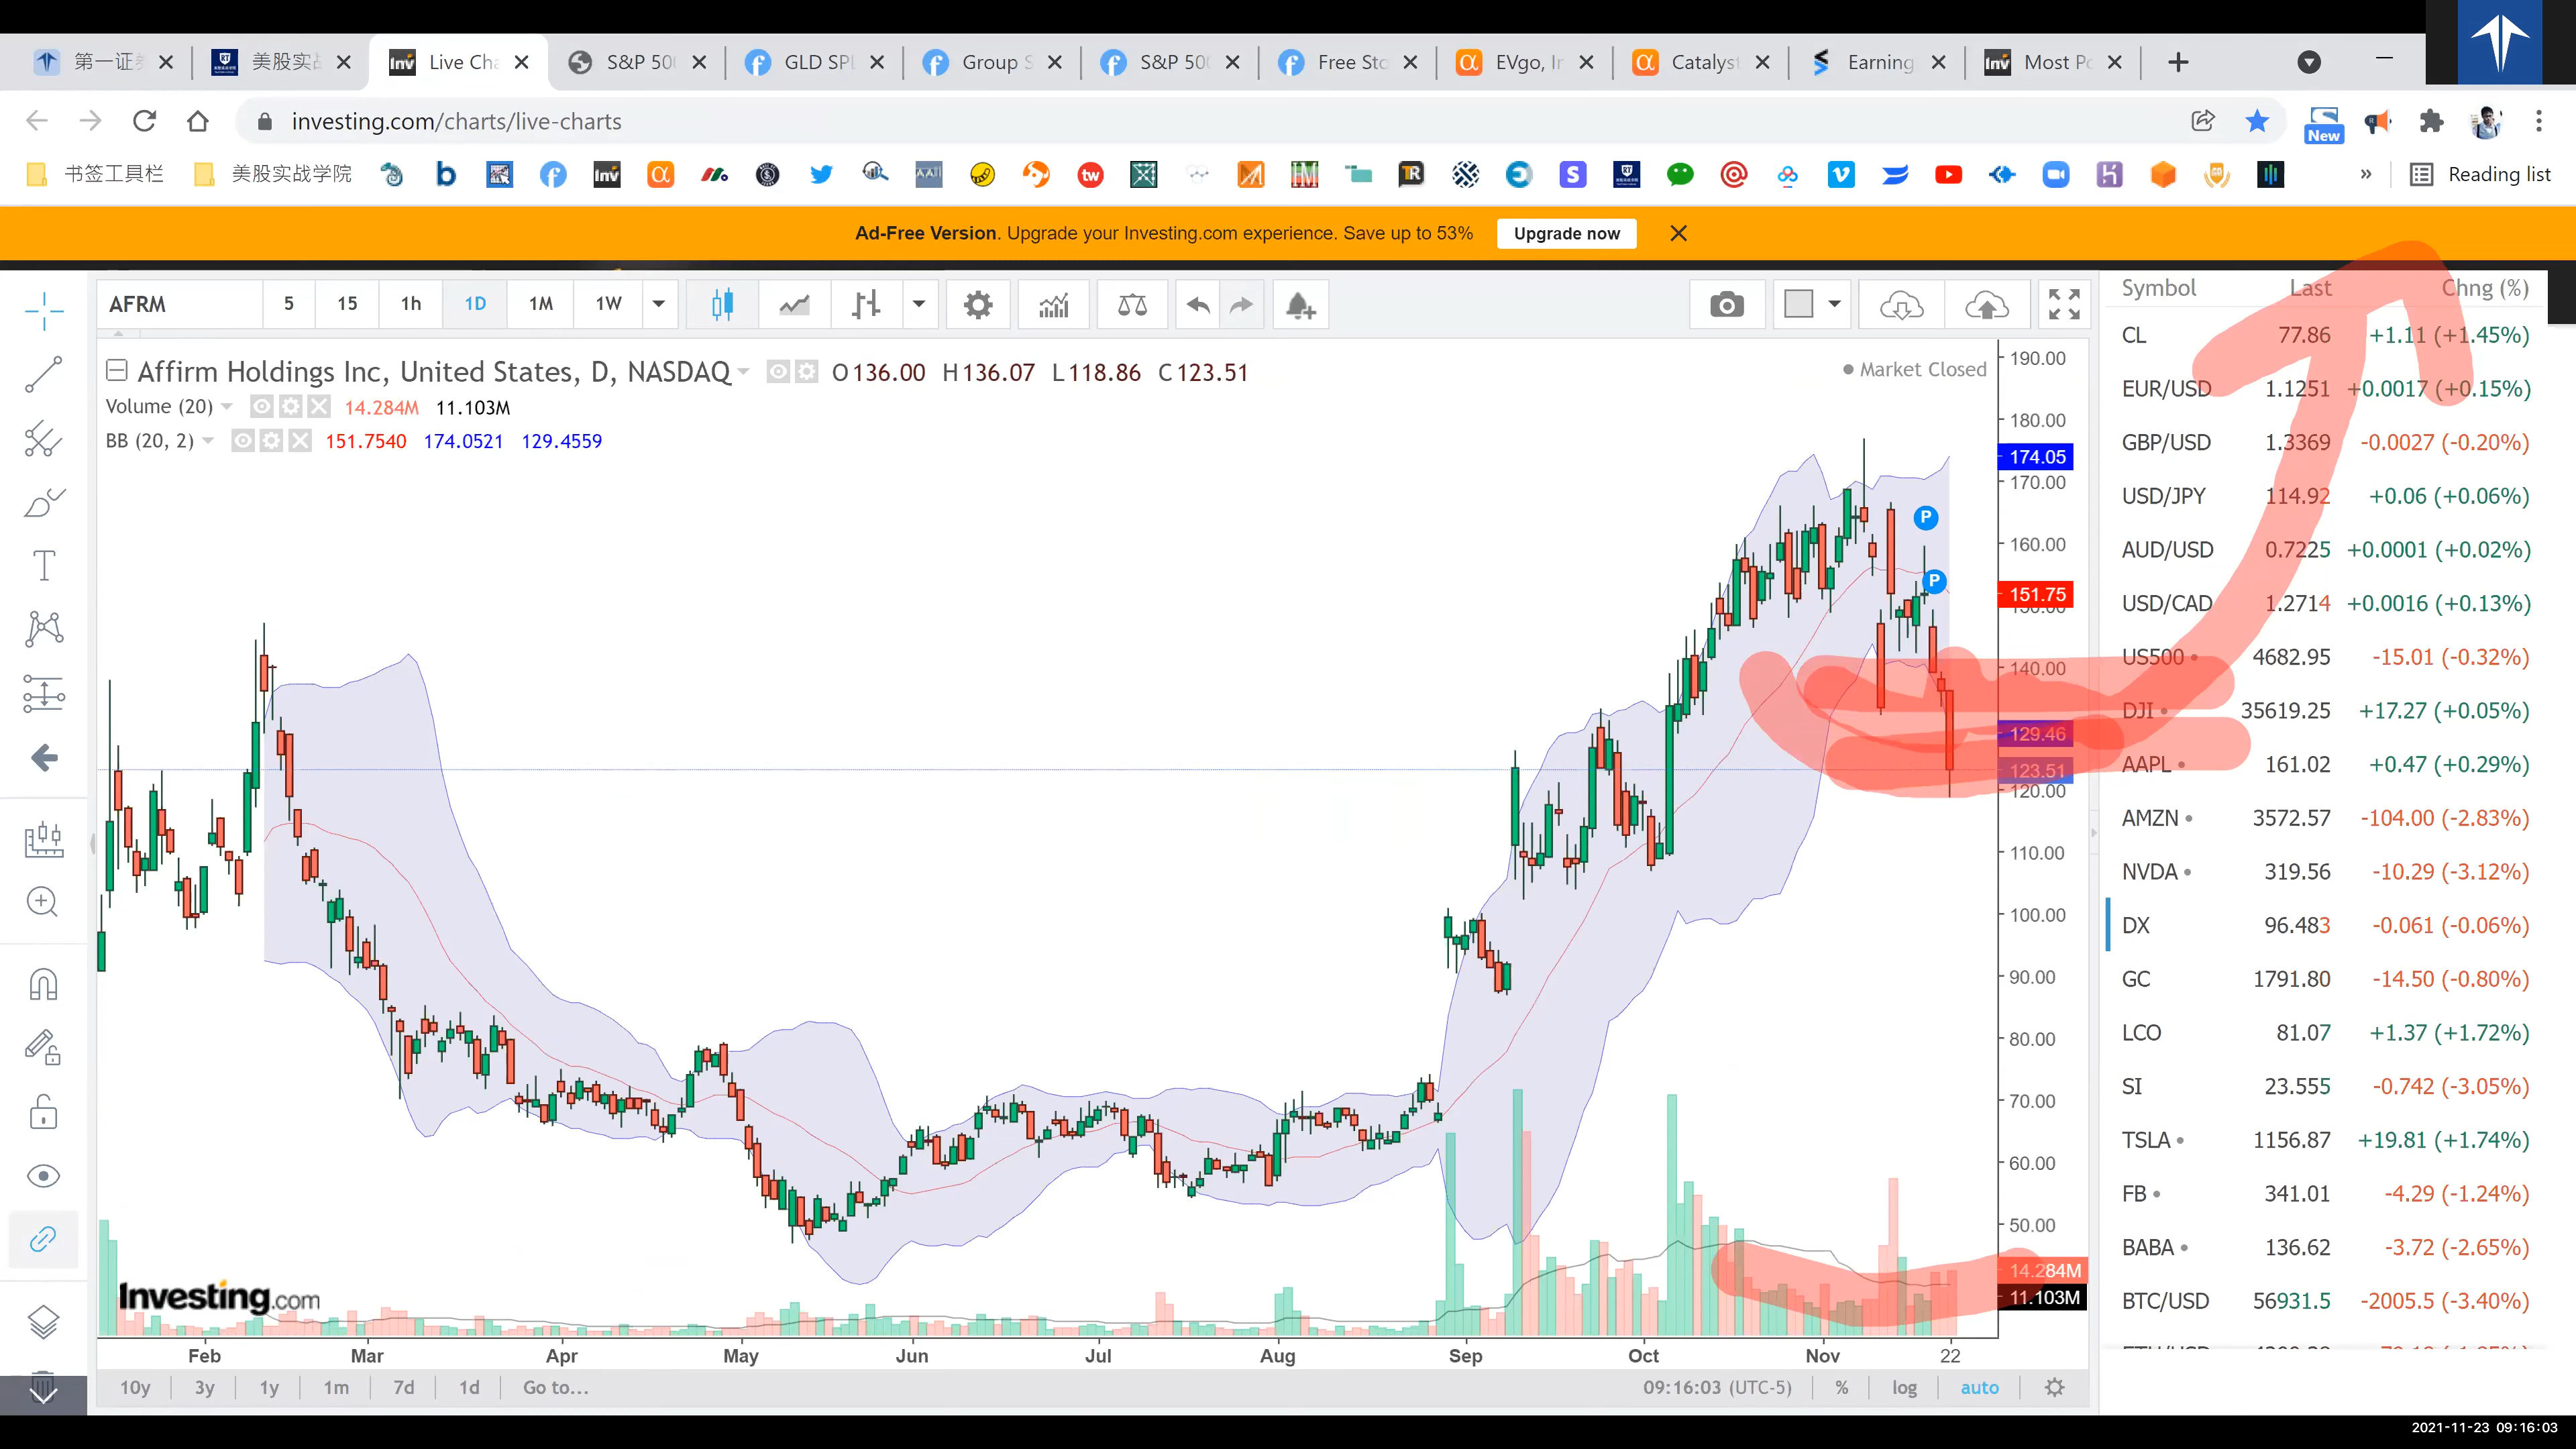 第一证 美股实战 Live Cha S&P 500 GLD SPD Group S S&P 500 Free Sto EVgo, In Catalyst Earning Most Po
investing.com/charts/live-charts
New
书签工具栏 美股实战学院 Reading list
Ad-Free Version. Upgrade your Investing.com experience. Save up to 53% Upgrade now
AFRM 5 15 1h 1D 1M 1W
Affirm Holdings Inc, United States, D, NASDAQ O136.00 H136.07 L118.86 C123.51
Market Closed
Volume (20) 14.284M 11.103M
BB (20, 2) 151.7540 174.0521 129.4559
190.00
180.00
174.05
170.00
160.00
151.75
140.00
129.46
123.51
120.00
110.00
100.00
90.00
80.00
70.00
60.00
50.00
14.284M
11.103M
P
P
Investing.com
Feb Mar Apr May Jun Jul Aug Sep Oct Nov 22
10y 3y 1y 1m 7d 1d Go to... 09:16:03 (UTC-5) % log auto
Symbol Last Chng (%)
CL 77.86 +1.11 (+1.45%)
EUR/USD 1.1251 +0.0017 (+0.15%)
GBP/USD 1.3369 -0.0027 (-0.20%)
USD/JPY 114.92 +0.06 (+0.06%)
AUD/USD 0.7225 +0.0001 (+0.02%)
USD/CAD 1.2714 +0.0016 (+0.13%)
US500 4682.95 -15.01 (-0.32%)
DJI 35619.25 +17.27 (+0.05%)
AAPL 161.02 +0.47 (+0.29%)
AMZN 3572.57 -104.00 (-2.83%)
NVDA 319.56 -10.29 (-3.12%)
DX 96.483 -0.061 (-0.06%)
GC 1791.80 -14.50 (-0.80%)
LCO 81.07 +1.37 (+1.72%)
SI 23.555 -0.742 (-3.05%)
TSLA 1156.87 +19.81 (+1.74%)
FB 341.01 -4.29 (-1.24%)
BABA 136.62 -3.72 (-2.65%)
BTC/USD 56931.5 -2005.5 (-3.40%)
2021-11-23 09:16:03